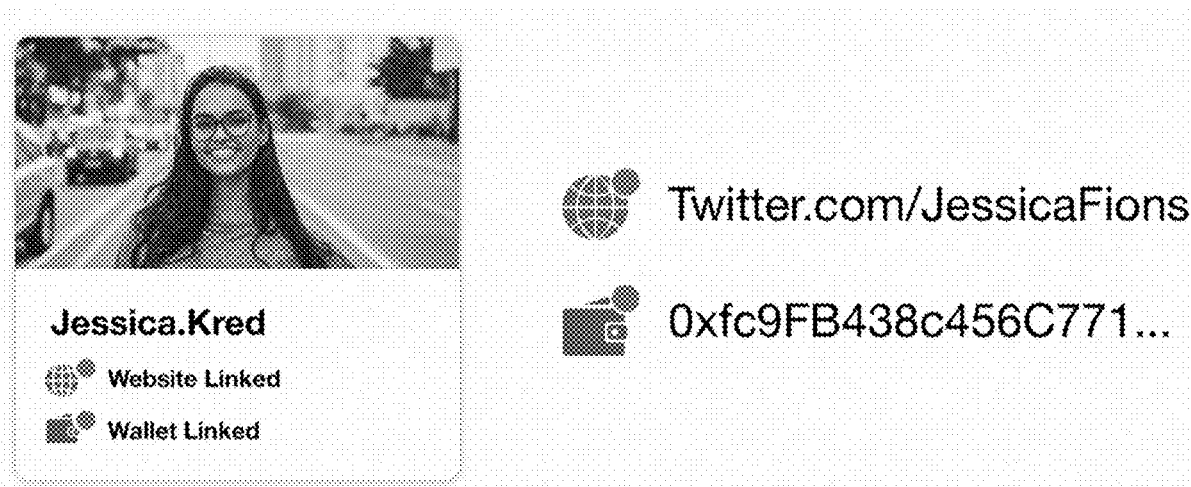 Jessica.Kred
Website Linked
Wallet Linked
Twitter.com/JessicaFions
0xfc9FB438c456C771...